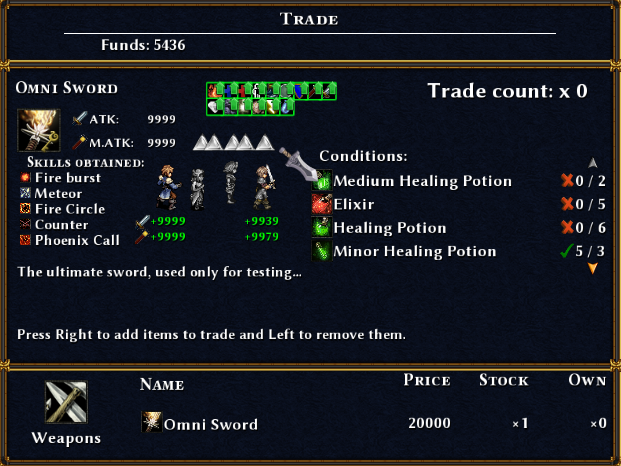 Trade
Funds: 5436
Omni Sword
Trade count: x 0
ATK: 9999
M.ATK: 9999
Skills obtained:
Fire burst
Meteor
Fire Circle
Counter
Phoenix Call
+9999 +9939
+9999 +9979
Conditions:
Medium Healing Potion 0 / 2
Elixir 0 / 5
Healing Potion 0 / 6
Minor Healing Potion 5 / 3
The ultimate sword, used only for testing...
Press Right to add items to trade and Left to remove them.
Weapons
Name Price Stock Own
Omni Sword 20000 ×1 ×0